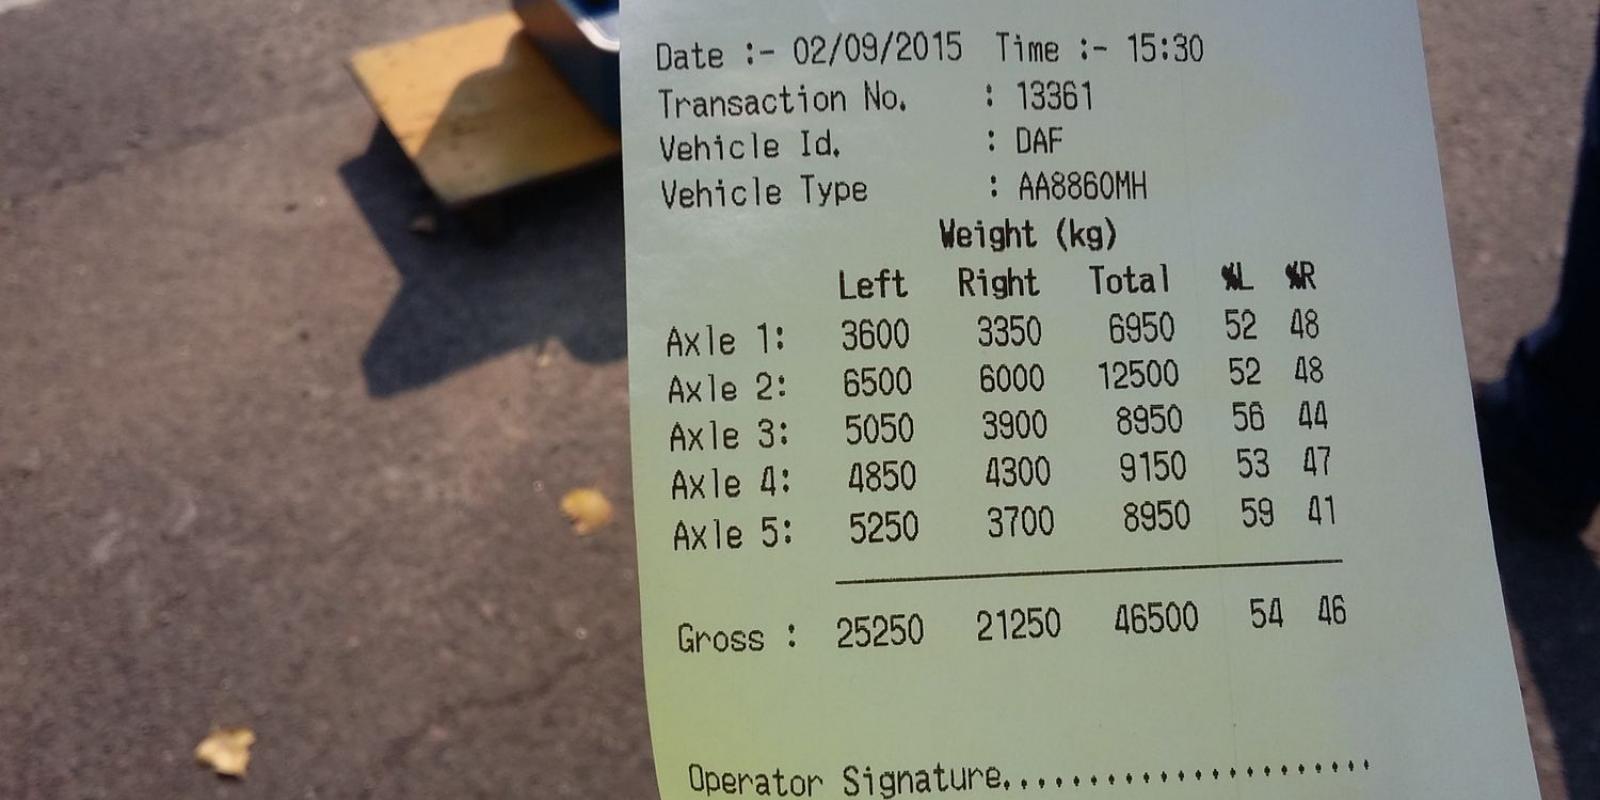 Date :- 02/09/2015 Time :- 15:30
Transaction No. : 13361
Vehicle Id. : DAF
Vehicle Type : AA8860MH
Weight (kg)
Left Right Total %L %R
Axle 1: 3600 3350 6950 52 48
Axle 2: 6500 6000 12500 52 48
Axle 3: 5050 3900 8950 56 44
Axle 4: 4850 4300 9150 53 47
Axle 5: 5250 3700 8950 59 41
Gross : 25250 21250 46500 54 46
Operator Signature......................